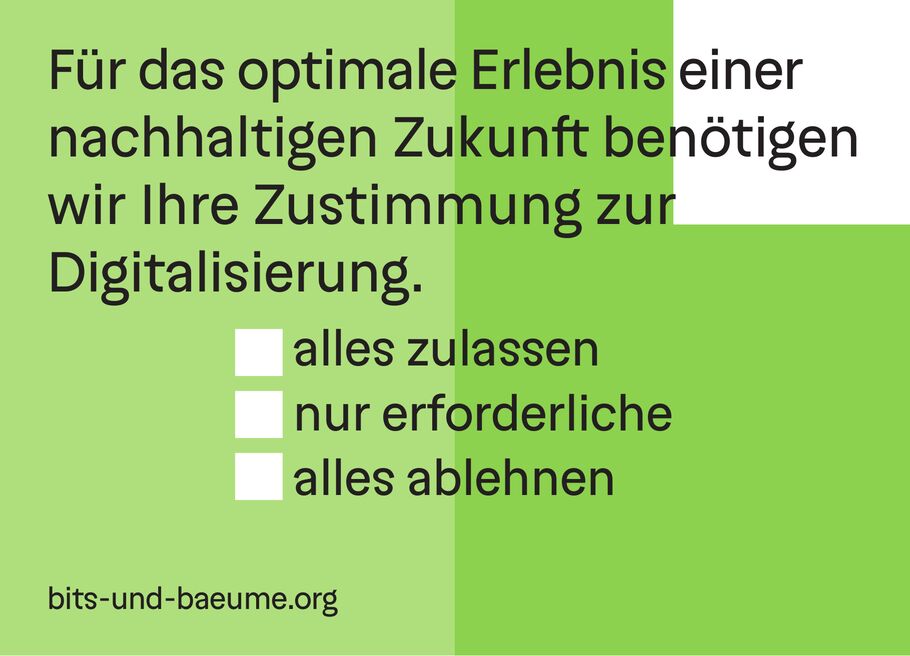 Für das optimale Erlebnis einer
nachhaltigen Zukunft benötigen
wir Ihre Zustimmung zur
Digitalisierung.
alles zulassen
nur erforderliche
alles ablehnen
bits-und-baeume.org